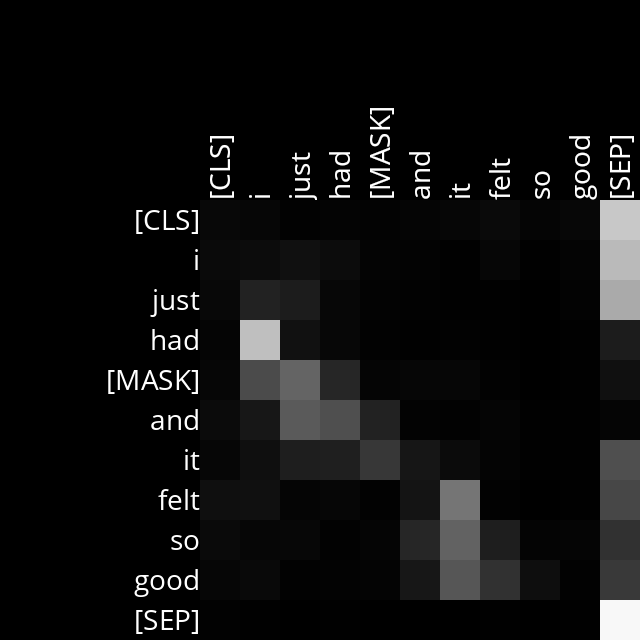 [CLS] i just had [MASK] and it felt so good [SEP]
[CLS]
i
just
had
[MASK]
and
it
felt
so
good
[SEP]